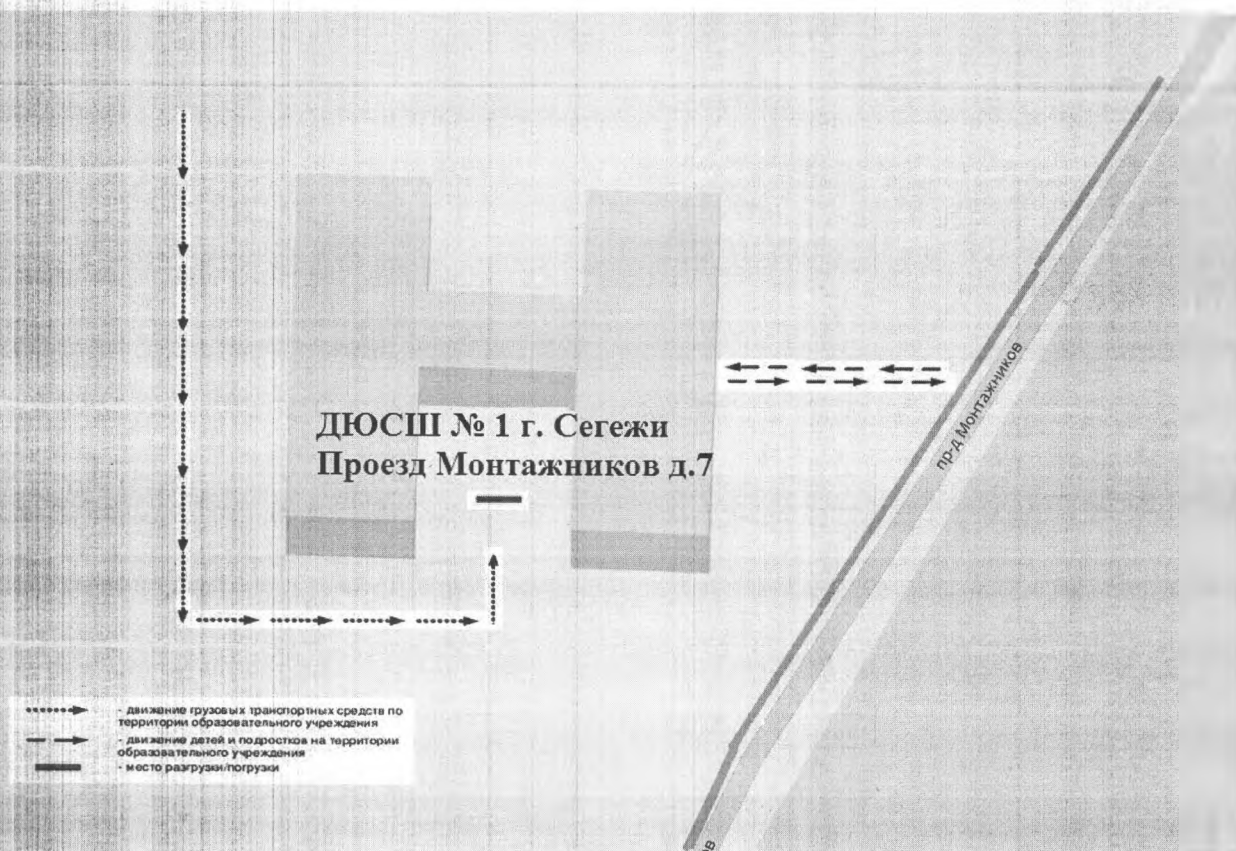 пр-д Монтажников
ДЮСШ № 1 г. Сегежи
Проезд Монтажников д.7
- движение грузовых транспортных средств по
территории образовательного учреждения
- движение детей и подростков на территории
образовательного учреждения
- место разгрузки/погрузки